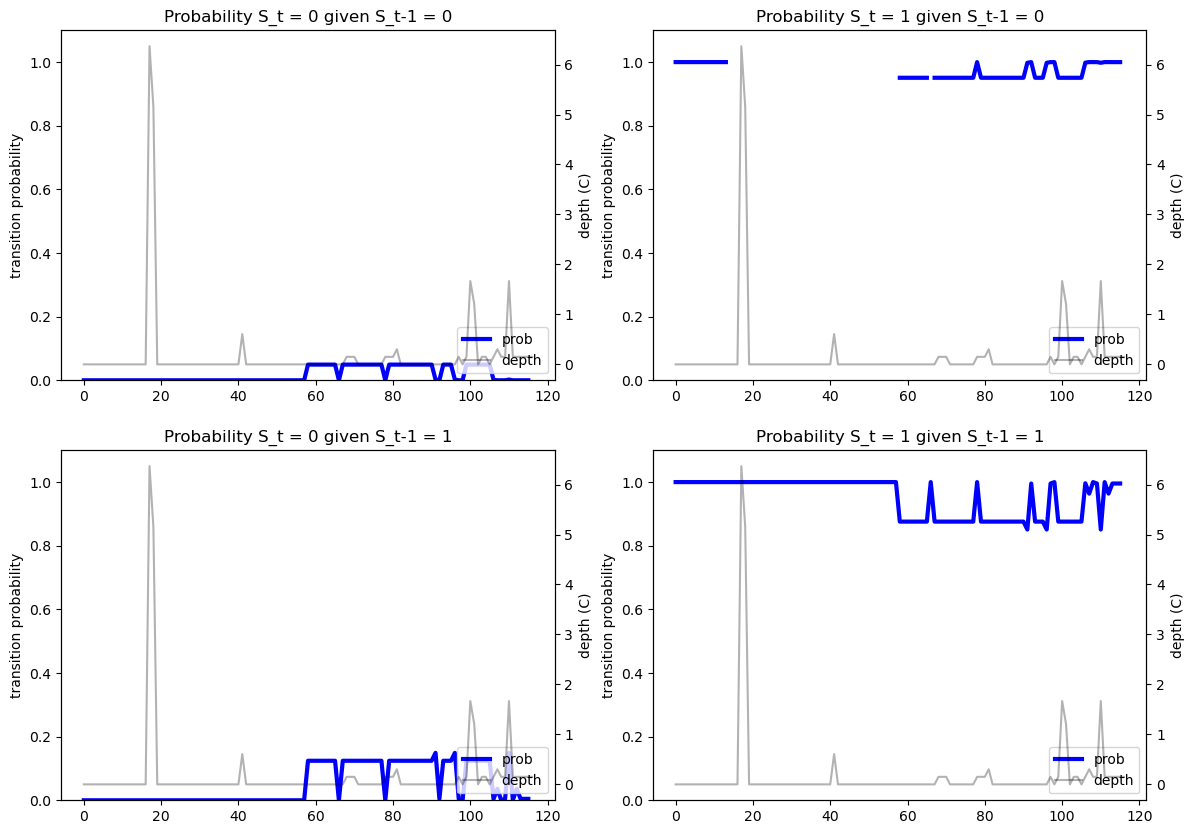 Probability S_t = 0 given S_t-1 = 0
transition probability
1.0
0.8
0.6
0.4
0.2
0.0
0 20 40 60 80 100 120
6
5
4
3
2
1
0
depth (C)
prob
depth
Probability S_t = 1 given S_t-1 = 0
transition probability
1.0
0.8
0.6
0.4
0.2
0.0
0 20 40 60 80 100 120
6
5
4
3
2
1
0
depth (C)
prob
depth
Probability S_t = 0 given S_t-1 = 1
transition probability
1.0
0.8
0.6
0.4
0.2
0.0
0 20 40 60 80 100 120
6
5
4
3
2
1
0
depth (C)
prob
depth
Probability S_t = 1 given S_t-1 = 1
transition probability
1.0
0.8
0.6
0.4
0.2
0.0
0 20 40 60 80 100 120
6
5
4
3
2
1
0
depth (C)
prob
depth